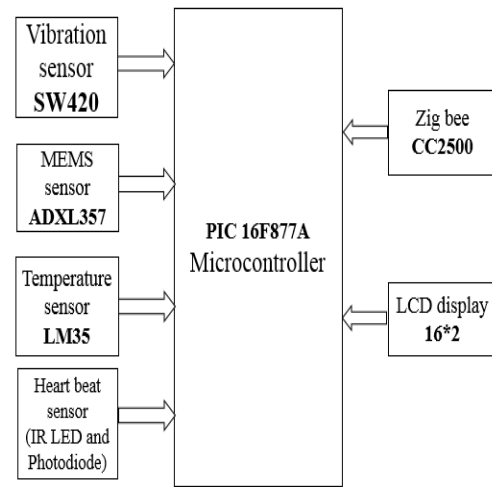 Vibration
sensor
SW420
MEMS
sensor
ADXL357
Temperature
sensor
LM35
Heart beat
sensor
(IR LED and
Photodiode)
PIC 16F877A
Microcontroller
Zig bee
CC2500
LCD display
16*2